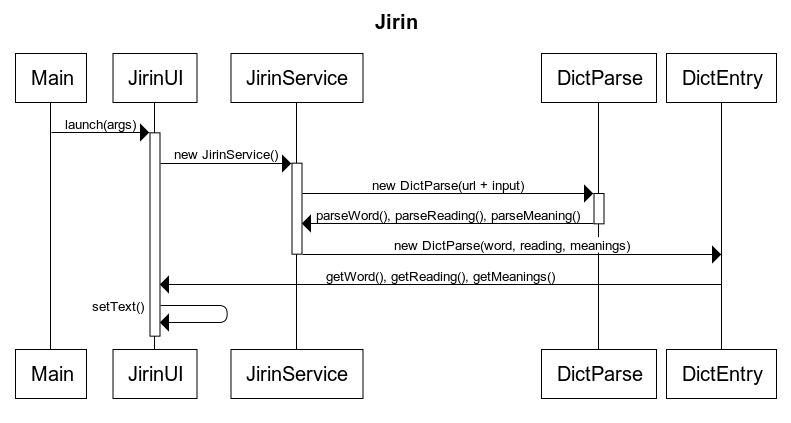 Jirin
Main JirinUI JirinService DictParse DictEntry
launch(args)
new JirinService()
new DictParse(url + input)
parseWord(), parseReading(), parseMeaning()
new DictParse(word, reading, meanings)
getWord(), getReading(), getMeanings()
setText()
Main JirinUI JirinService DictParse DictEntry